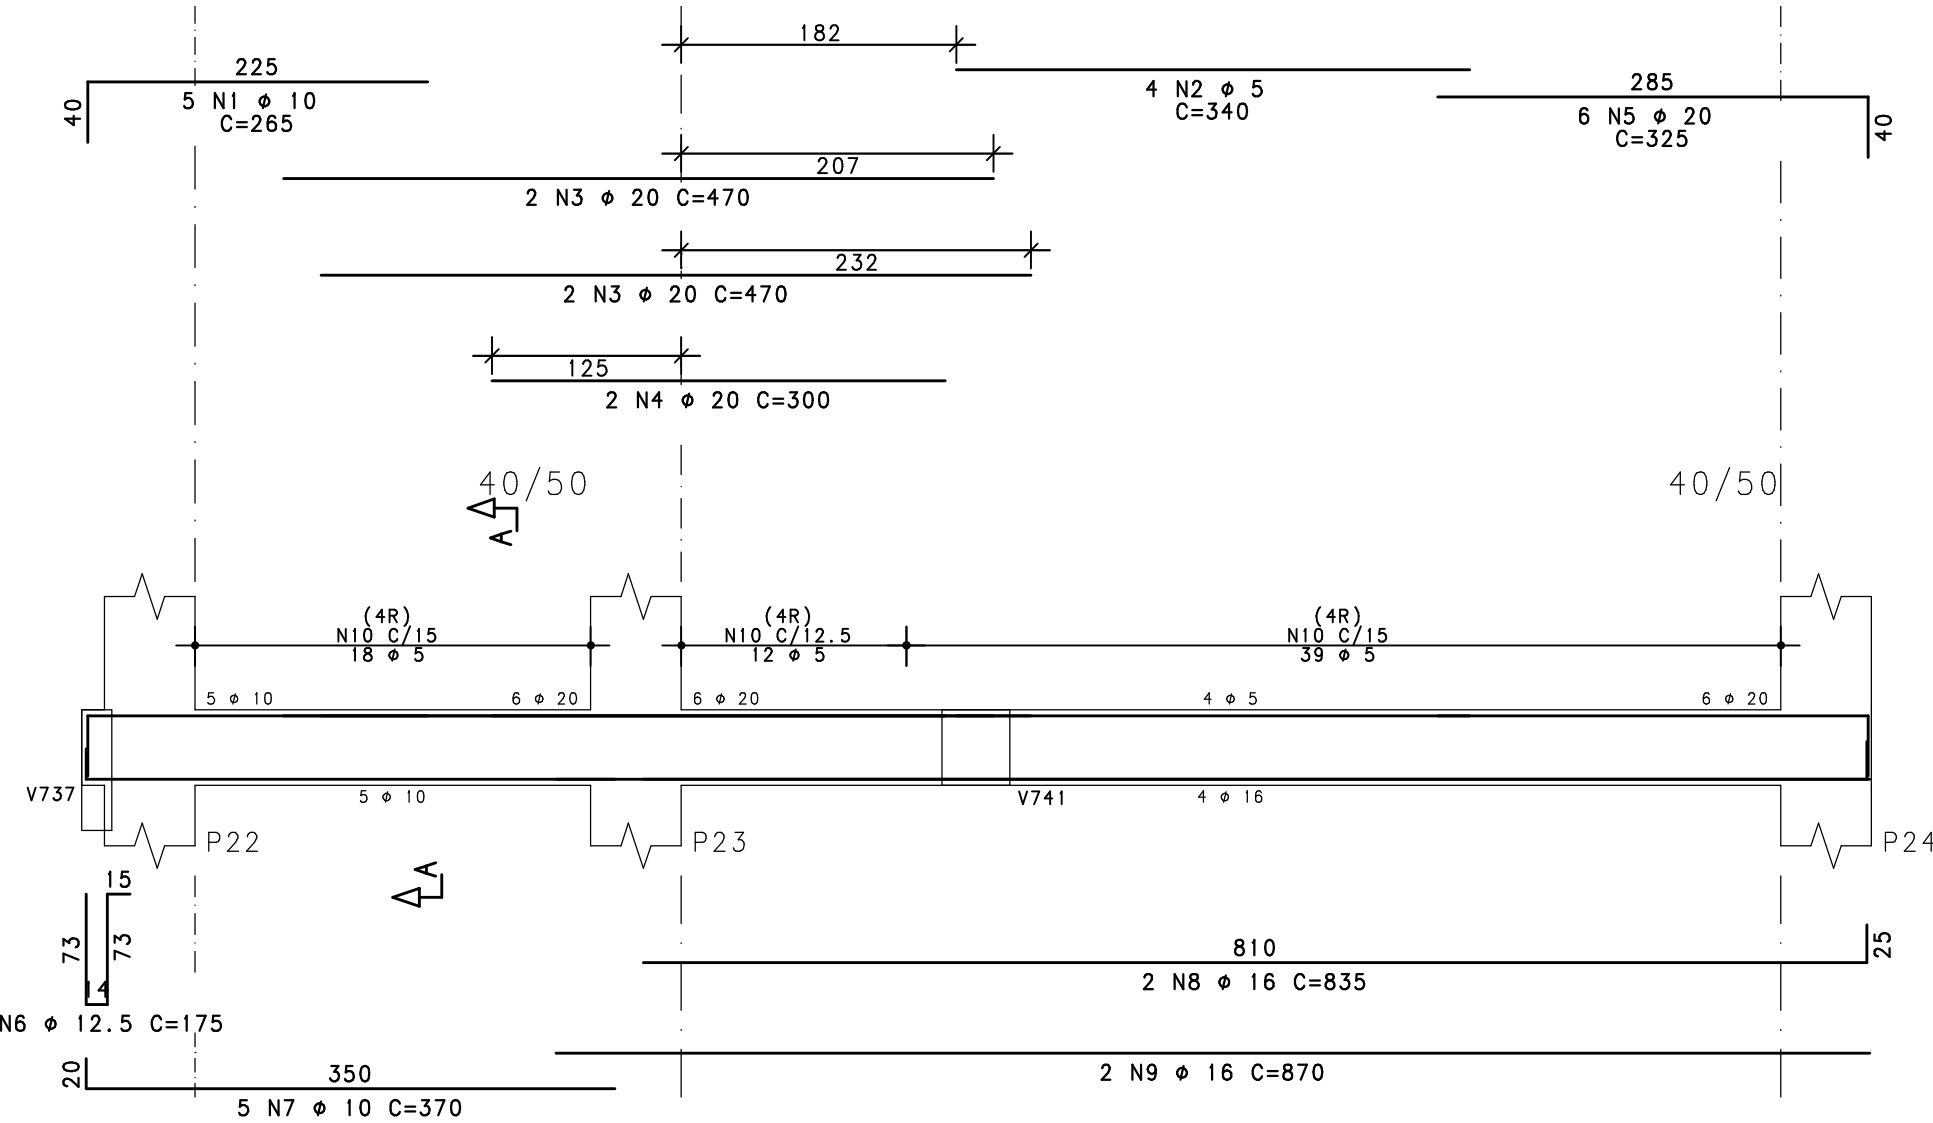 182
225
40
5 N1 φ 10
C=265
4 N2 φ 5
C=340
285
6 N5 φ 20
C=325
40
207
2 N3 φ 20 C=470
232
2 N3 φ 20 C=470
125
2 N4 φ 20 C=300
40/50
40/50
A
(4R)
N10 C/15
18 φ 5
(4R)
N10 C/12.5
12 φ 5
(4R)
N10 C/15
39 φ 5
5 φ 10
6 φ 20
6 φ 20
4 φ 5
6 φ 20
V737
5 φ 10
V741
4 φ 16
P22
P23
P24
A
15
73
73
14
N6 φ 12.5 C=175
810
25
2 N8 φ 16 C=835
20
350
5 N7 φ 10 C=370
2 N9 φ 16 C=870